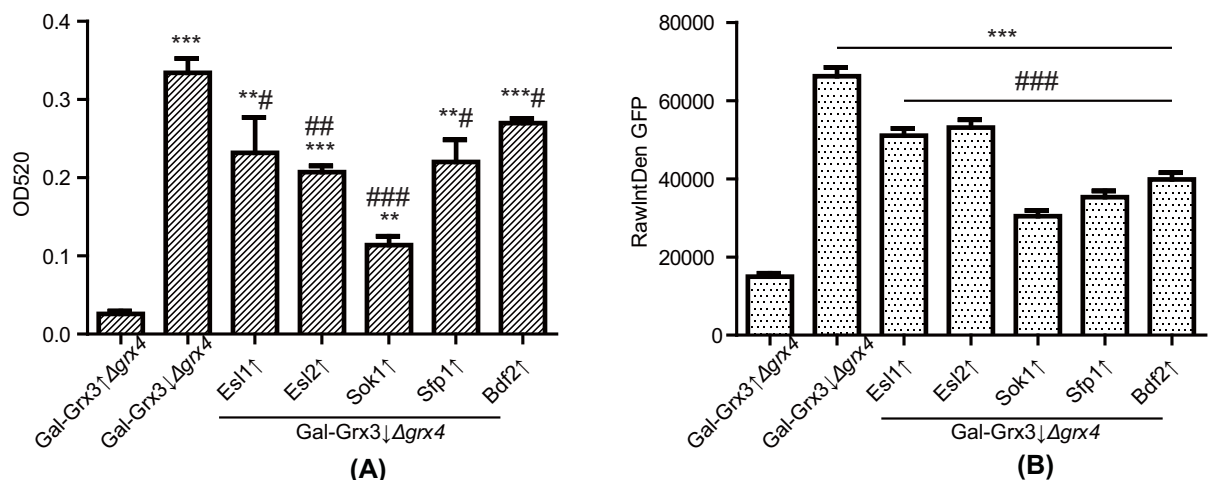 0.4
0.3
0.2
0.1
0.0
OD520
***
**#
##
***
###
**
**#
***#
Gal-Grx3↑Δgrx4
Gal-Grx3↓Δgrx4
Esl1↑
Esl2↑
Sok1↑
Sfp1↑
Bdf2↑
Gal-Grx3↓Δgrx4
(A)
80000
60000
40000
20000
0
RawIntDen GFP
***
###
Gal-Grx3↑Δgrx4
Gal-Grx3↓Δgrx4
Esl1↑
Esl2↑
Sok1↑
Sfp1↑
Bdf2↑
Gal-Grx3↓Δgrx4
(B)